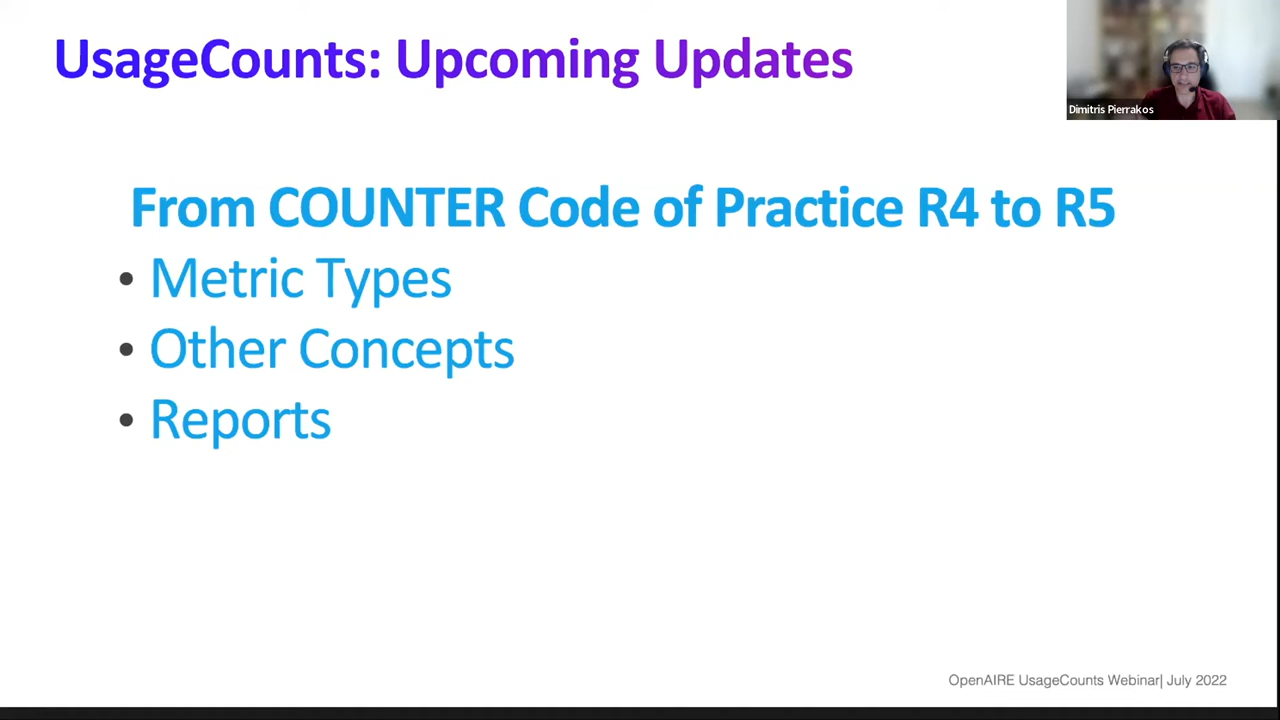 UsageCounts: Upcoming Updates
Dimitris Pierrakos
From COUNTER Code of Practice R4 to R5
• Metric Types
• Other Concepts
• Reports
OpenAIRE UsageCounts Webinar| July 2022